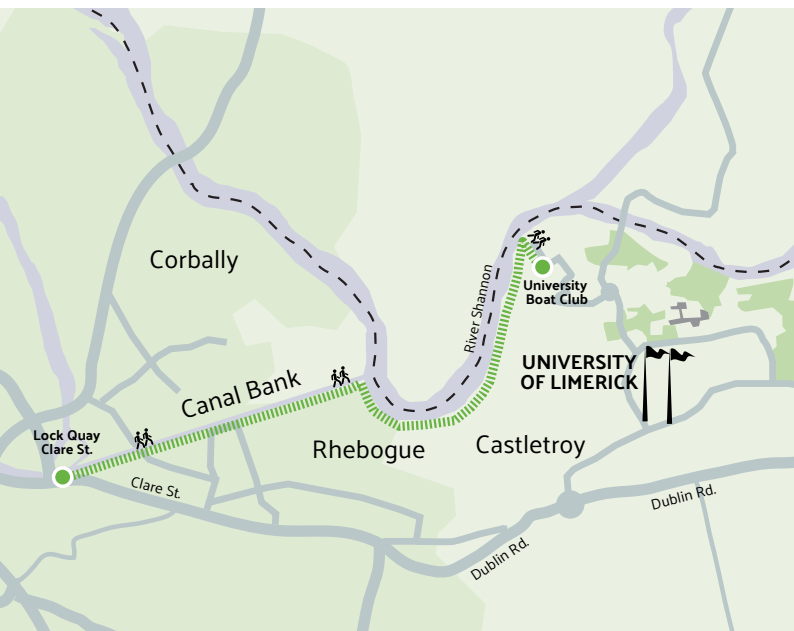 Corbally
River Shannon
University
Boat Club
UNIVERSITY
OF LIMERICK
Canal Bank
Lock Quay
Clare St.
Rhebogue
Castletroy
Clare St.
Dublin Rd.
Dublin Rd.